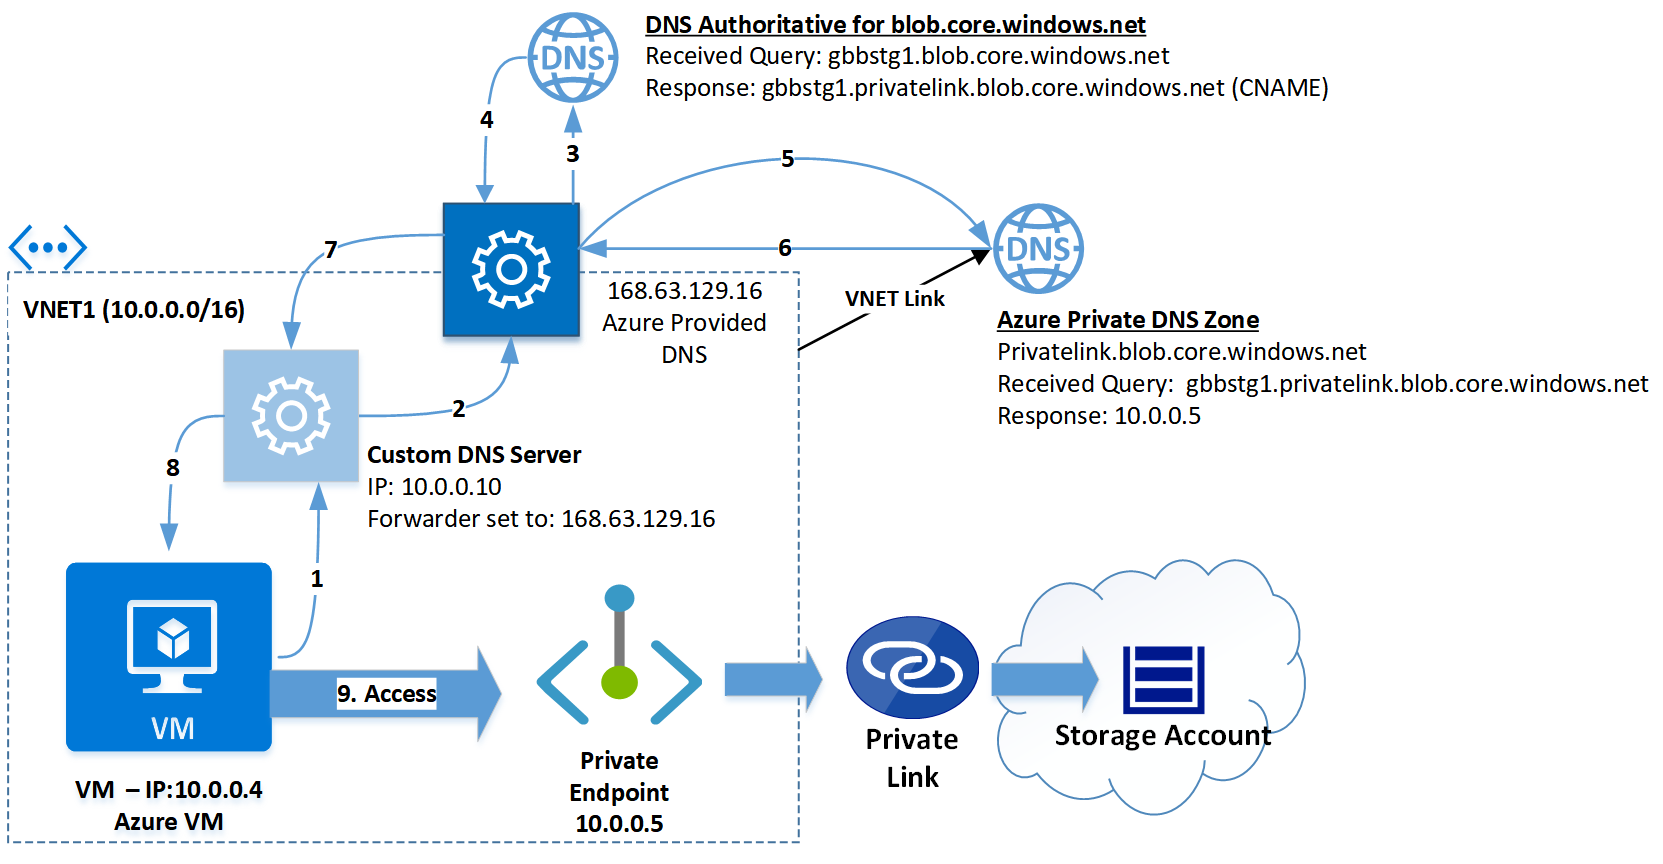 DNS
DNS Authoritative for blob.core.windows.net
Received Query: gbbstg1.blob.core.windows.net
Response: gbbstg1.privatelink.blob.core.windows.net (CNAME)
4
3
5
7
6
DNS
168.63.129.16
Azure Provided
DNS
VNET Link
VNET1 (10.0.0.0/16)
Azure Private DNS Zone
Privatelink.blob.core.windows.net
Received Query:  gbbstg1.privatelink.blob.core.windows.net
Response: 10.0.0.5
2
8
Custom DNS Server
IP: 10.0.0.10
Forwarder set to: 168.63.129.16
1
9. Access
VM
VM – IP:10.0.0.4
Azure VM
Private
Endpoint
10.0.0.5
Private
Link
Storage Account